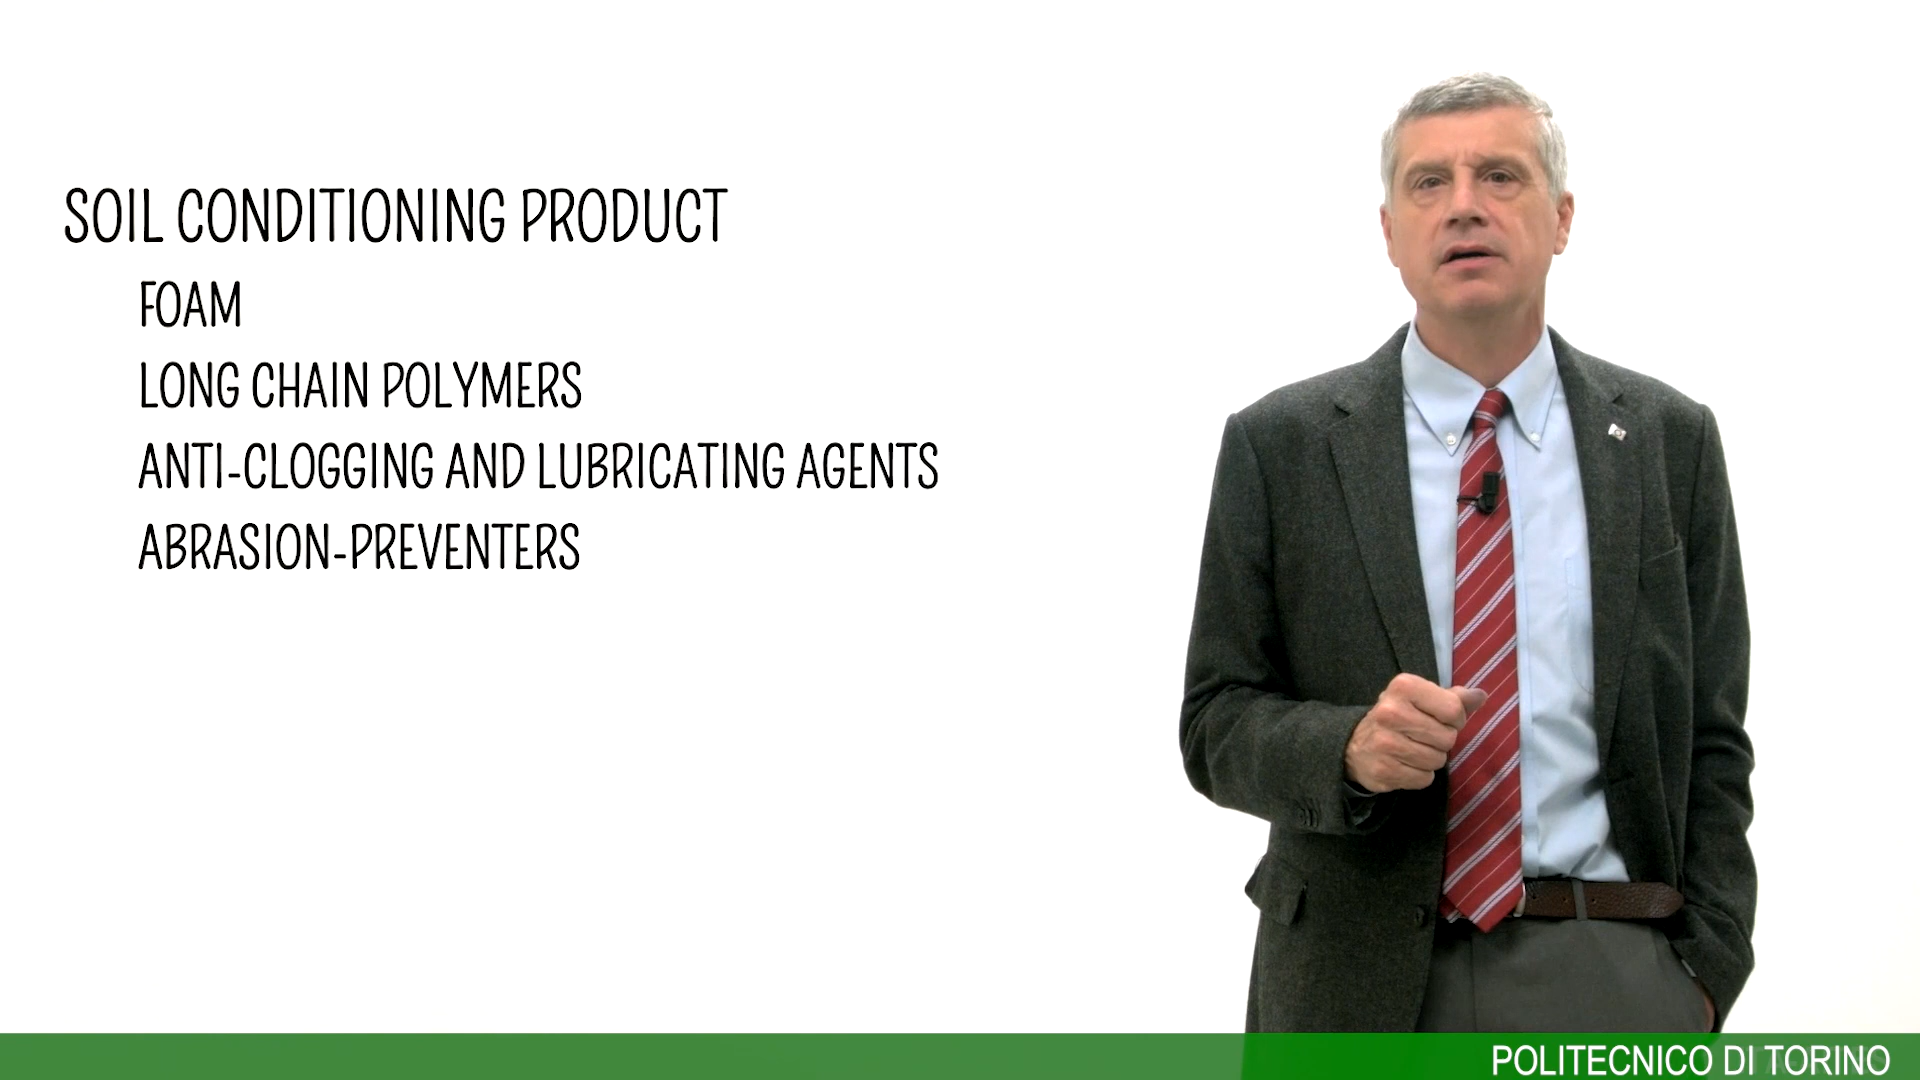 SOIL CONDITIONING PRODUCT
FOAM
LONG CHAIN POLYMERS
ANTI-CLOGGING AND LUBRICATING AGENTS
ABRASION-PREVENTERS
POLITECNICO DI TORINO